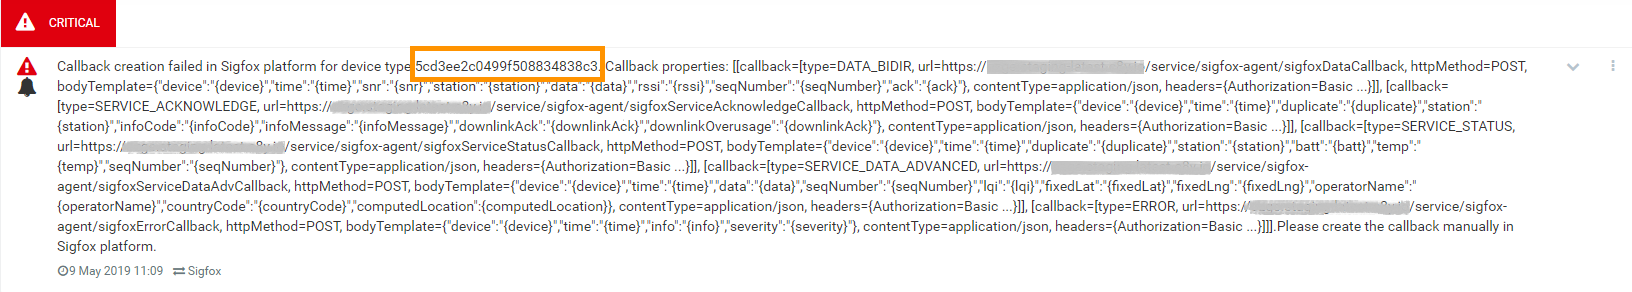 CRITICAL
Callback creation failed in Sigfox platform for device type 5cd3ee2c0499f508834838c3. Callback properties: [[callback=[type=DATA_BIDIR, url=https:// /service/sigfox-agent/sigfoxDataCallback, httpMethod=POST,
bodyTemplate={"device":"{device}","time":"{time}","snr":"{snr}","station":"{station}","data":"{data}","rssi":"{rssi}","seqNumber":"{seqNumber}","ack":"{ack}"}, contentType=application/json, headers={Authorization=Basic ...}]], [callback=
[type=SERVICE_ACKNOWLEDGE, url=https:// /service/sigfox-agent/sigfoxServiceAcknowledgeCallback, httpMethod=POST, bodyTemplate={"device":"{device}","time":"{time}","duplicate":"{duplicate}","station":"
{station}","infoCode":"{infoCode}","infoMessage":"{infoMessage}","downlinkAck":"{downlinkAck}","downlinkOverusage":"{downlinkAck}"}, contentType=application/json, headers={Authorization=Basic ...}]], [callback=[type=SERVICE_STATUS,
url=https:// /service/sigfox-agent/sigfoxServiceStatusCallback, httpMethod=POST, bodyTemplate={"device":"{device}","time":"{time}","duplicate":"{duplicate}","station":"{station}","batt":"{batt}","temp":"
{temp}","seqNumber":"{seqNumber}"}, contentType=application/json, headers={Authorization=Basic ...}]], [callback=[type=SERVICE_DATA_ADVANCED, url=https:// /service/sigfox-
agent/sigfoxServiceDataAdvCallback, httpMethod=POST, bodyTemplate={"device":"{device}","time":"{time}","data":"{data}","seqNumber":"{seqNumber}","lqi":"{lqi}","fixedLat":"{fixedLat}","fixedLng":"{fixedLng}","operatorName":"
{operatorName}","countryCode":"{countryCode}","computedLocation":{computedLocation}}, contentType=application/json, headers={Authorization=Basic ...}]], [callback=[type=ERROR, url=https:// /service/sigfox-
agent/sigfoxErrorCallback, httpMethod=POST, bodyTemplate={"device":"{device}","time":"{time}","info":"{info}","severity":"{severity}"}, contentType=application/json, headers={Authorization=Basic ...}]]].Please create the callback manually in
Sigfox platform.
9 May 2019 11:09 Sigfox